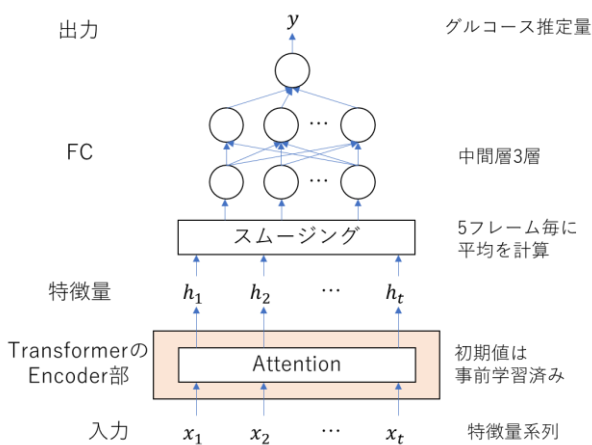 出力
y
グルコース推定量
FC
…
…
中間層3層
スムージング
5フレーム毎に
平均を計算
特徴量
h1 h2 … ht
Transformerの
Encoder部
Attention
初期値は
事前学習済み
入力
x1 x2 … xt
特徴量系列